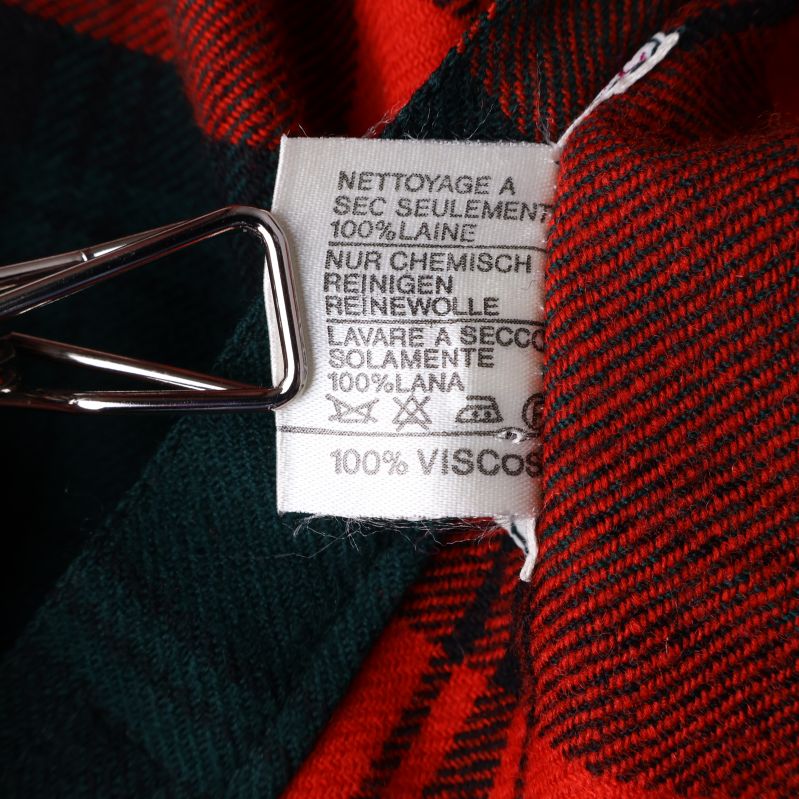 NETTOYAGE A
SEC SEULEMENT
100%LAINE
NUR CHEMISCH
REINIGEN
REINEWOLLE
LAVARE A SECCO
SOLAMENTE
100%LANA
100% VISCOS